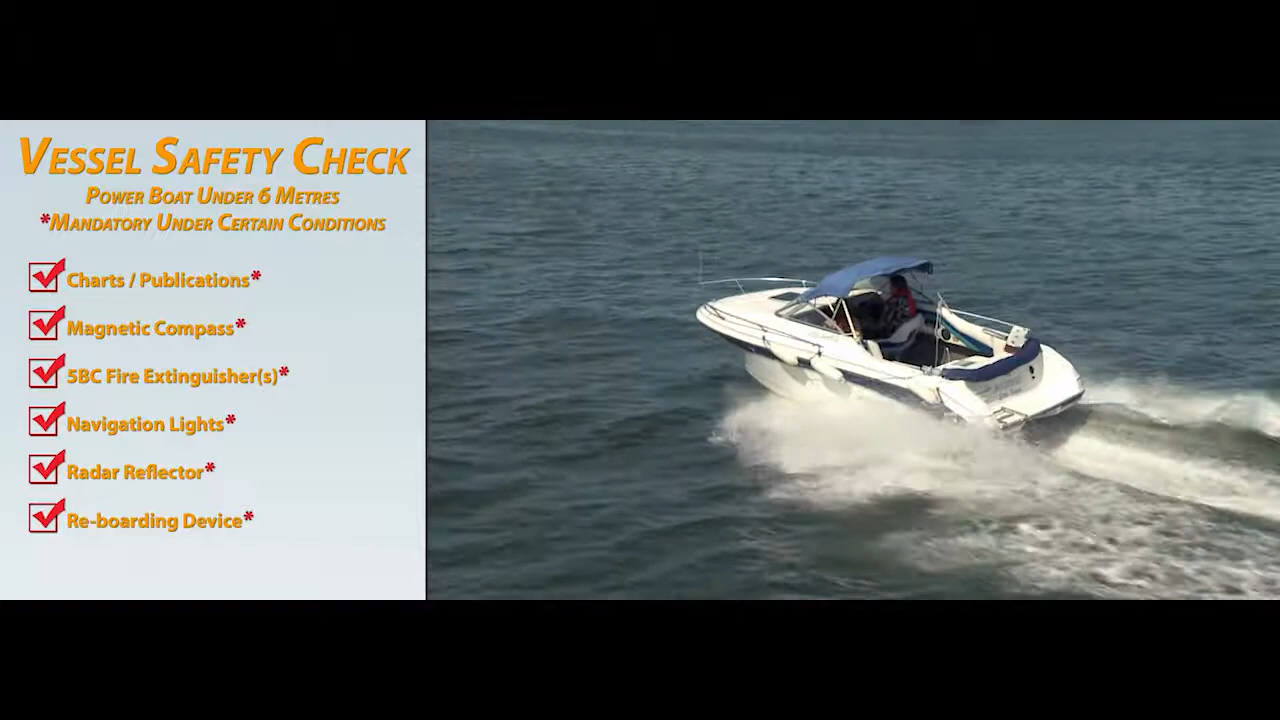 Vessel Safety Check
Power Boat Under 6 Metres
*Mandatory Under Certain Conditions
Charts / Publications*
Magnetic Compass*
5BC Fire Extinguisher(s)*
Navigation Lights*
Radar Reflector*
Re-boarding Device*